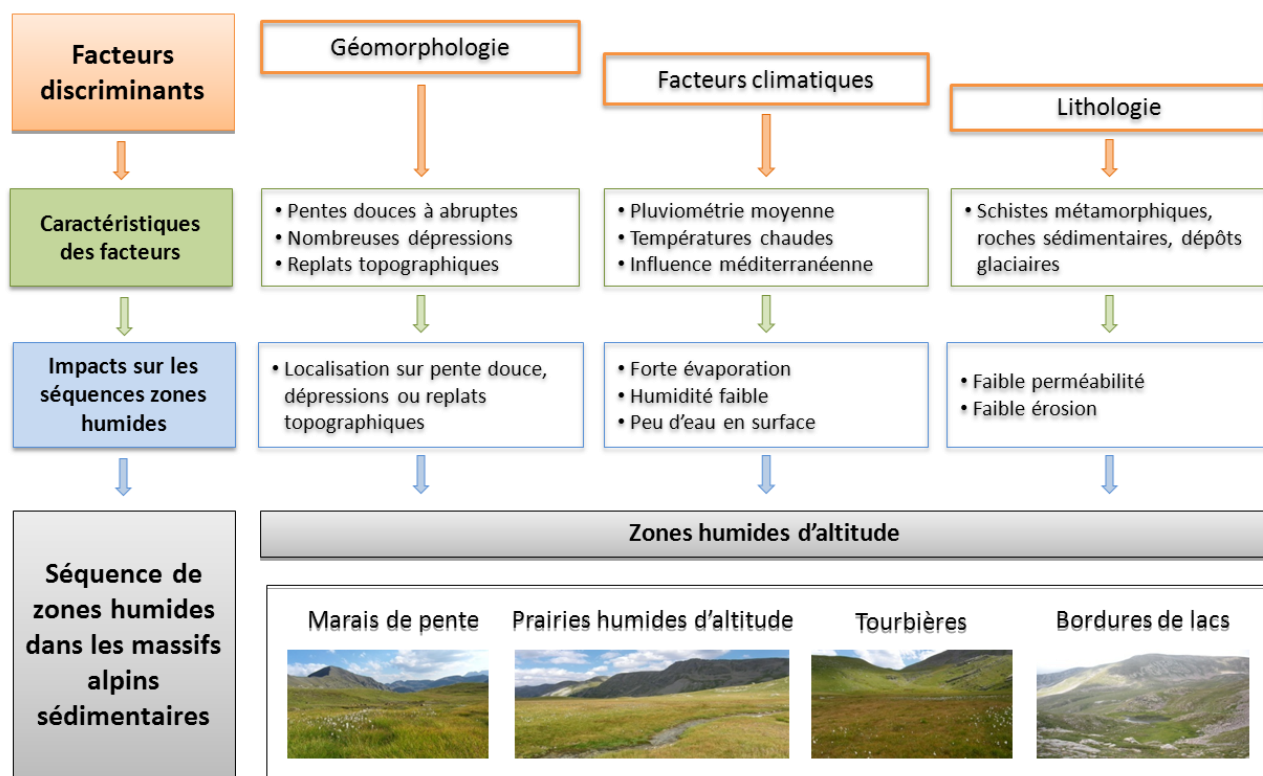 Facteurs
discriminants
Géomorphologie
Facteurs climatiques
Lithologie
Caractéristiques
des facteurs
• Pentes douces à abruptes
• Nombreuses dépressions
• Replats topographiques
• Pluviométrie moyenne
• Températures chaudes
• Influence méditerranéenne
• Schistes métamorphiques,
roches sédimentaires, dépôts
glaciaires
Impacts sur les
séquences zones
humides
• Localisation sur pente douce,
dépressions ou replats
topographiques
• Forte évaporation
• Humidité faible
• Peu d'eau en surface
• Faible perméabilité
• Faible érosion
Séquence de
zones humides
dans les massifs
alpins
sédimentaires
Zones humides d'altitude
Marais de pente
Prairies humides d'altitude
Tourbières
Bordures de lacs